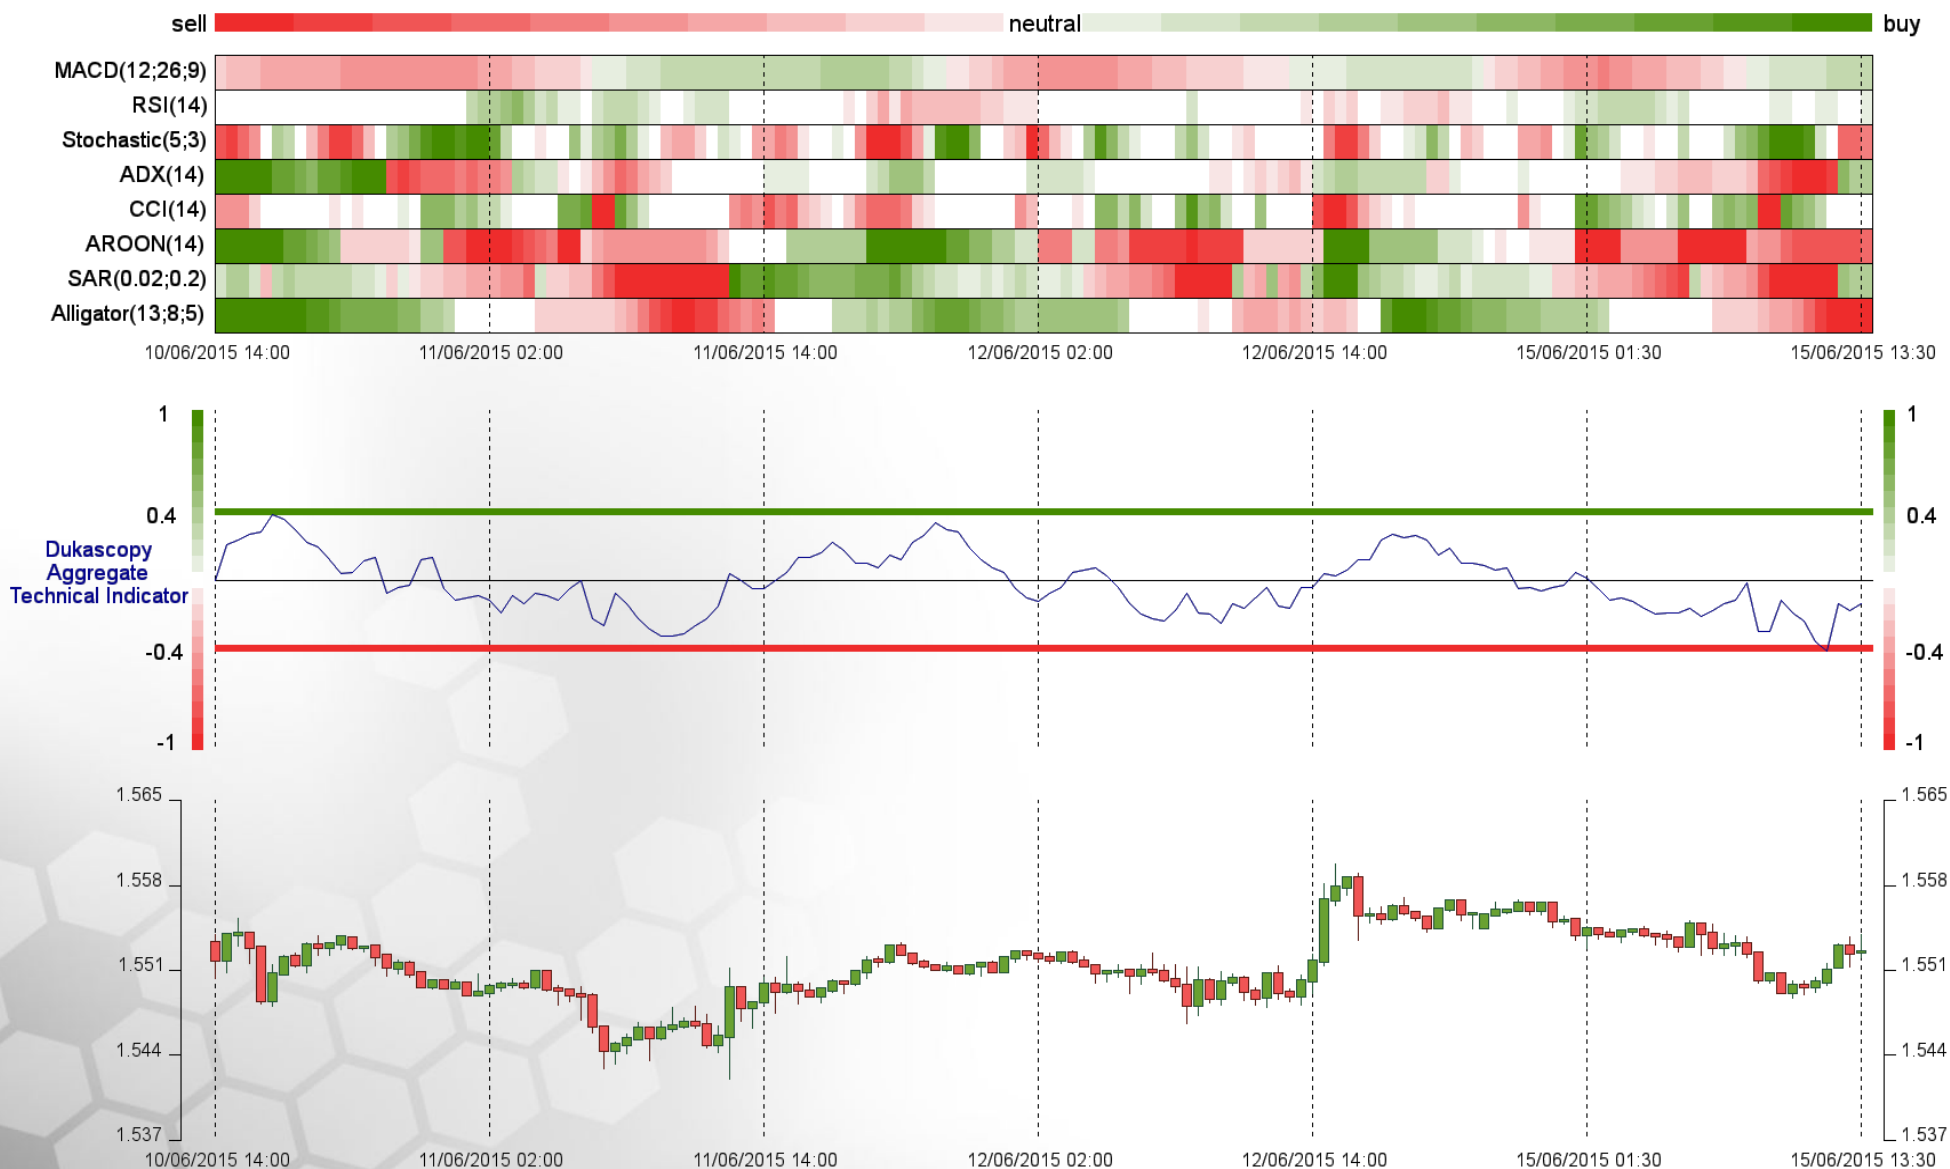 sell neutral buy
MACD(12;26;9)
RSI(14)
Stochastic(5;3)
ADX(14)
CCI(14)
AROON(14)
SAR(0.02;0.2)
Alligator(13;8;5)
10/06/2015 14:00 11/06/2015 02:00 11/06/2015 14:00 12/06/2015 02:00 12/06/2015 14:00 15/06/2015 01:30 15/06/2015 13:30
1 1
0.4 0.4
Dukascopy
Aggregate
Technical Indicator
-0.4 -0.4
-1 -1
1.565 1.565
1.558 1.558
1.551 1.551
1.544 1.544
1.537 1.537
10/06/2015 14:00 11/06/2015 02:00 11/06/2015 14:00 12/06/2015 02:00 12/06/2015 14:00 15/06/2015 01:30 15/06/2015 13:30